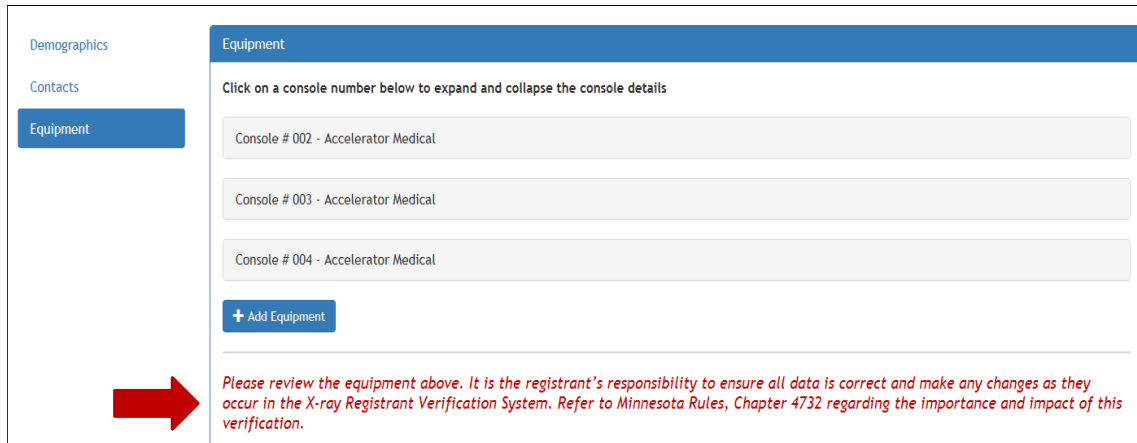 Demographics
Contacts
Equipment
Equipment
Click on a console number below to expand and collapse the console details
Console # 002 - Accelerator Medical
Console # 003 - Accelerator Medical
Console # 004 - Accelerator Medical
+ Add Equipment
Please review the equipment above. It is the registrant’s responsibility to ensure all data is correct and make any changes as they
occur in the X-ray Registrant Verification System. Refer to Minnesota Rules, Chapter 4732 regarding the importance and impact of this
verification.